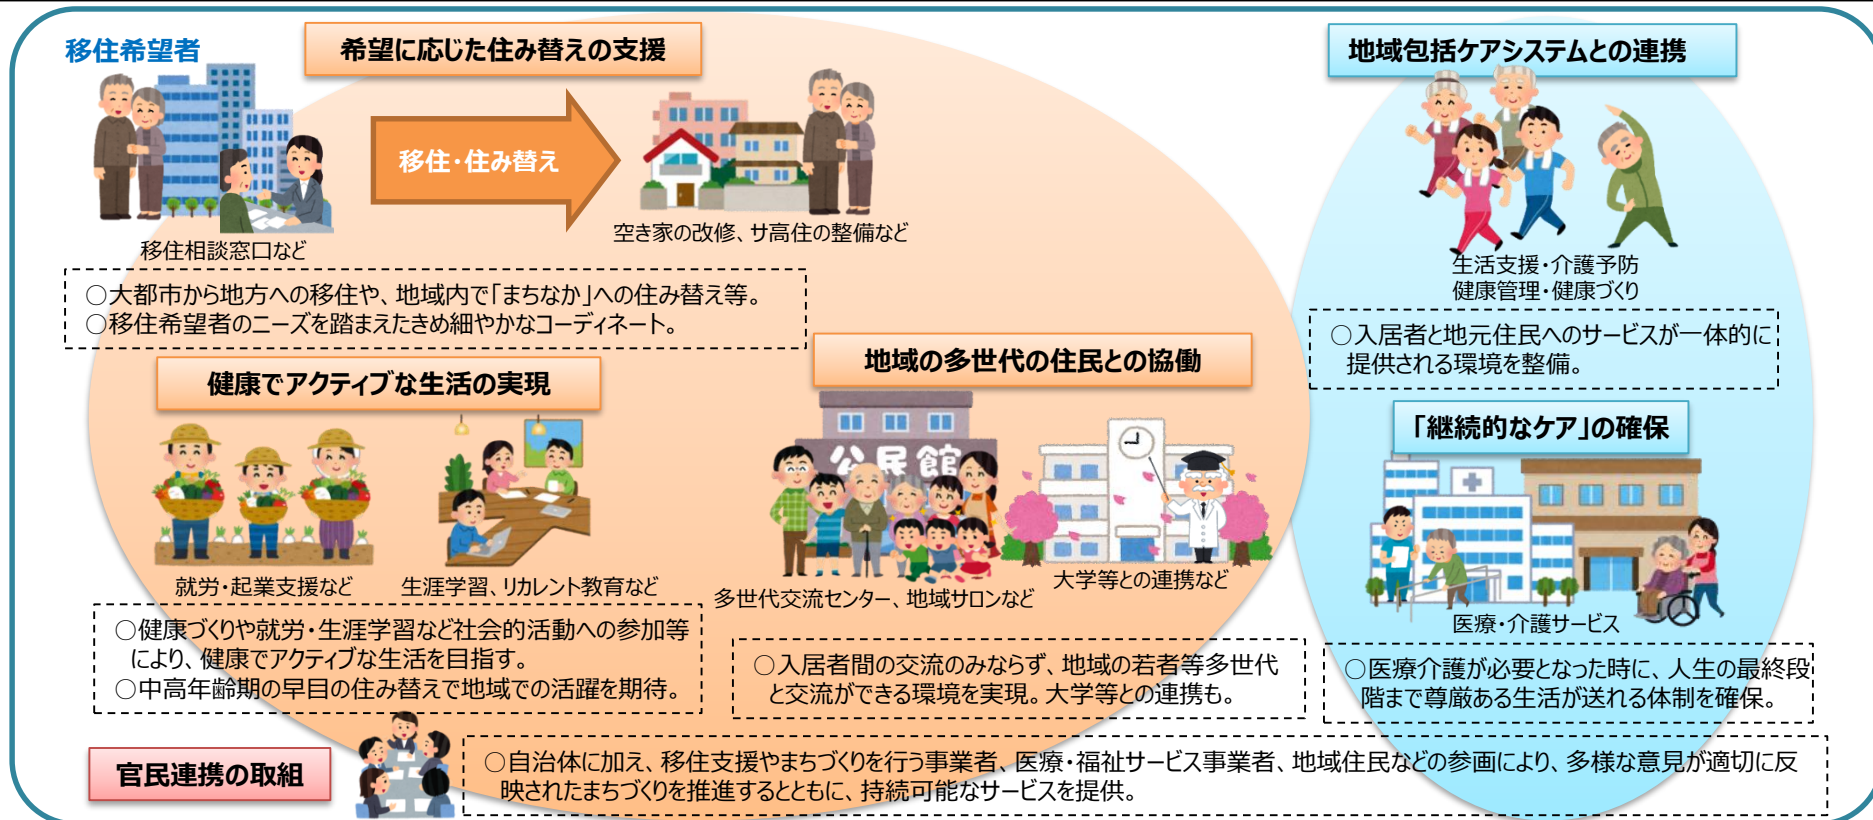 移住希望者
希望に応じた住み替えの支援
移住・住み替え
移住相談窓口など
空き家の改修、サ高住の整備など
○大都市から地方への移住や、地域内で「まちなか」への住み替え等。
○移住希望者のニーズを踏まえたきめ細やかなコーディネート。
健康でアクティブな生活の実現
就労・起業支援など
生涯学習、リカレント教育など
○健康づくりや就労・生涯学習など社会的活動への参加等
により、健康でアクティブな生活を目指す。
○中高年齢期の早目の住み替えで地域での活躍を期待。
地域の多世代の住民との協働
公民館
多世代交流センター、地域サロンなど
大学等との連携など
○入居者間の交流のみならず、地域の若者等多世代
と交流ができる環境を実現。大学等との連携も。
地域包括ケアシステムとの連携
生活支援・介護予防
健康管理・健康づくり
○入居者と地元住民へのサービスが一体的に
提供される環境を整備。
「継続的なケア」の確保
医療・介護サービス
○医療介護が必要となった時に、人生の最終段
階まで尊厳ある生活が送れる体制を確保。
官民連携の取組
○自治体に加え、移住支援やまちづくりを行う事業者、医療・福祉サービス事業者、地域住民などの参画により、多様な意見が適切に反
映されたまちづくりを推進するとともに、持続可能なサービスを提供。